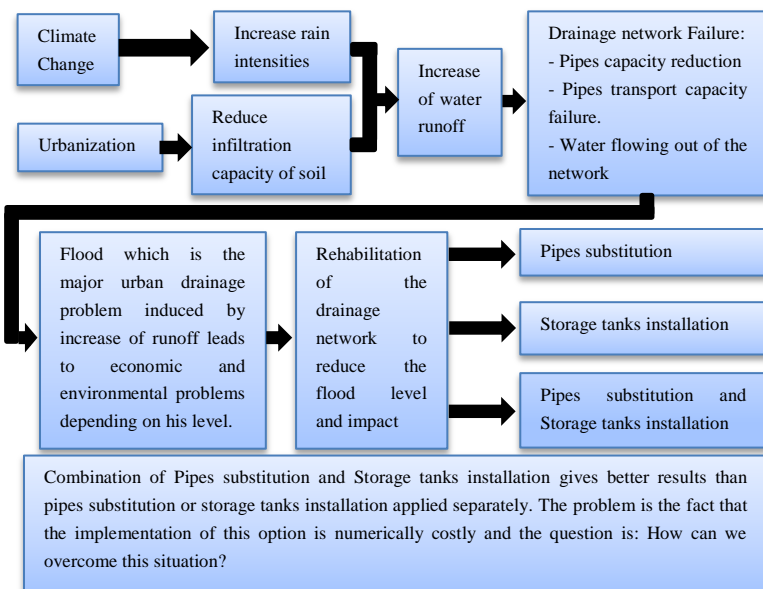 Climate
Change
Increase rain
intensities
Urbanization
Reduce
infiltration
capacity of soil
Increase
of water
runoff
Drainage network Failure:
- Pipes capacity reduction
- Pipes transport capacity
failure.
- Water flowing out of the
network
Flood which is the
major urban drainage
problem induced by
increase of runoff leads
to economic and
environmental problems
depending on his level.
Rehabilitation
of the
drainage
network to
reduce the
flood level
and impact
Pipes substitution
Storage tanks installation
Pipes substitution and
Storage tanks installation
Combination of Pipes substitution and Storage tanks installation gives better results than
pipes substitution or storage tanks installation applied separately. The problem is the fact that
the implementation of this option is numerically costly and the question is: How can we
overcome this situation?